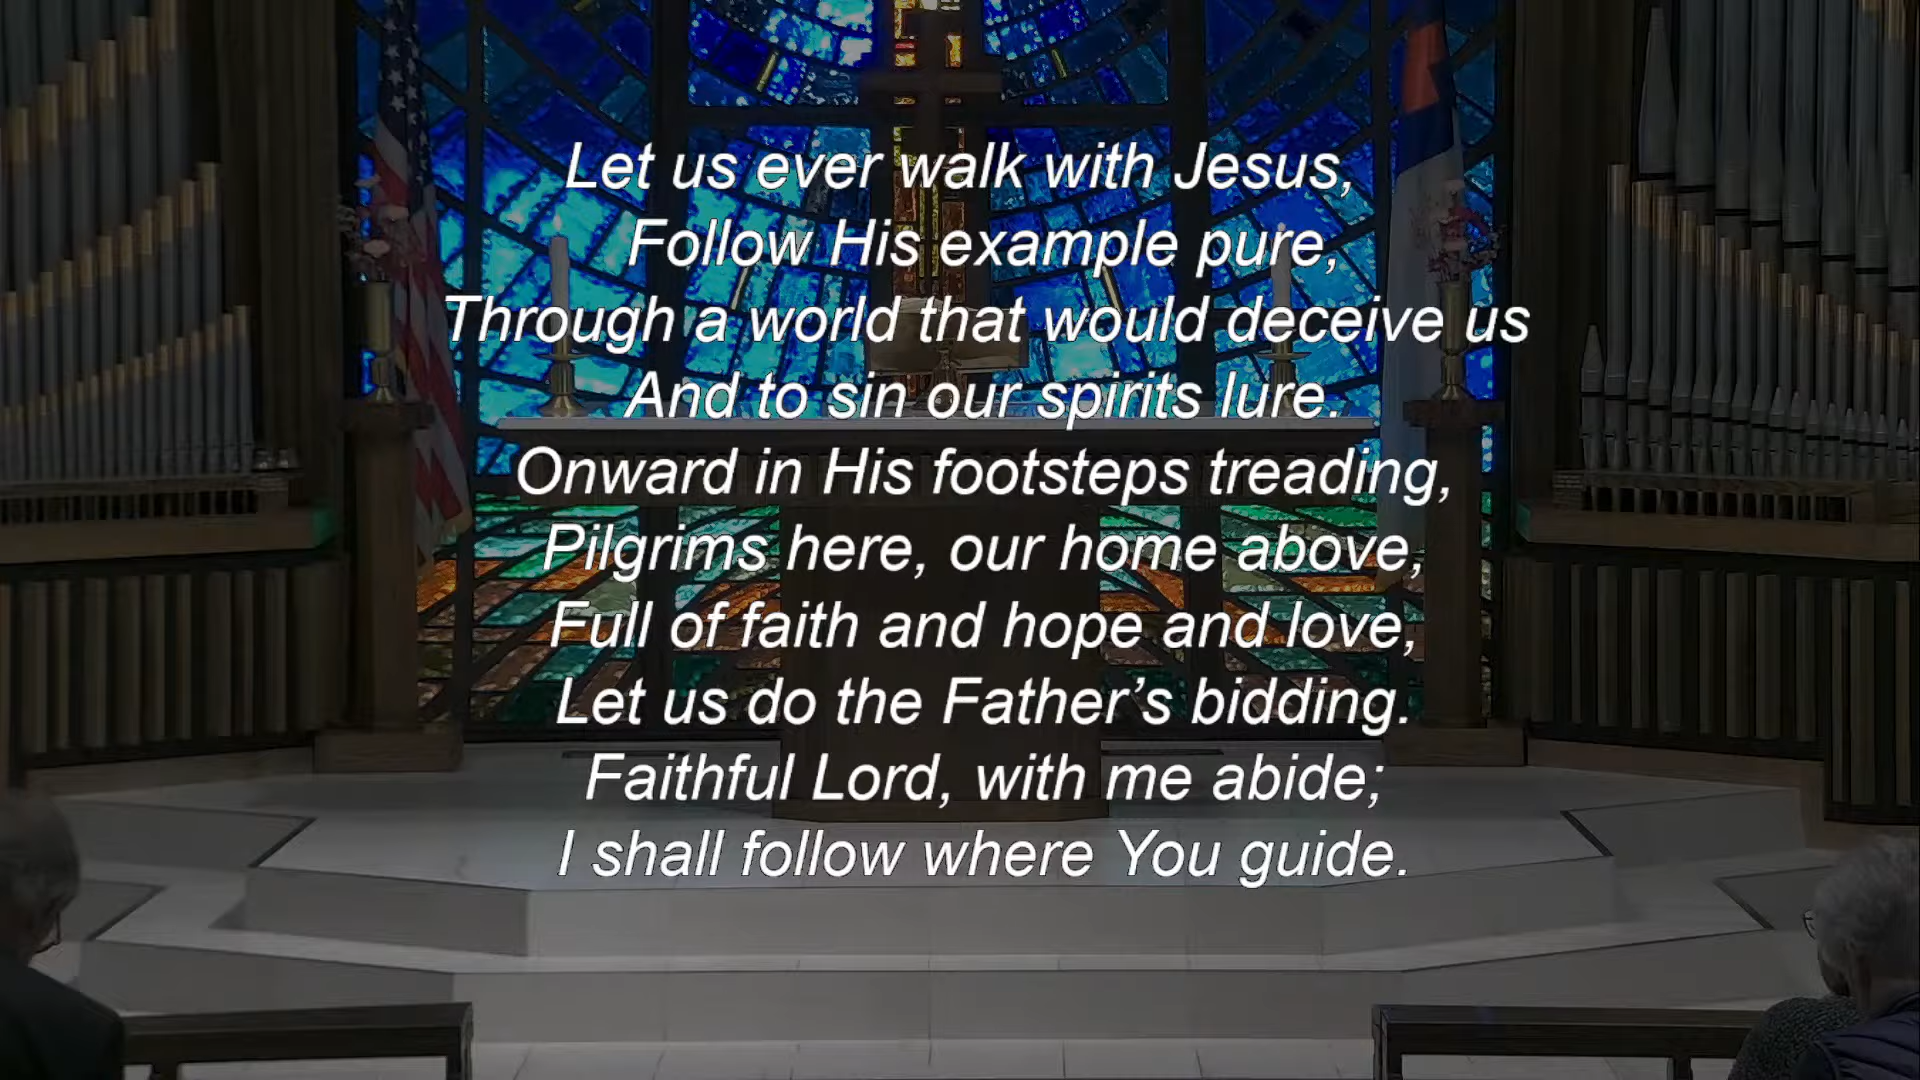 Let us ever walk with Jesus,
Follow His example pure,
Through a world that would deceive us
And to sin our spirits lure.
Onward in His footsteps treading,
Pilgrims here, our home above,
Full of faith and hope and love,
Let us do the Father’s bidding.
Faithful Lord, with me abide;
I shall follow where You guide.